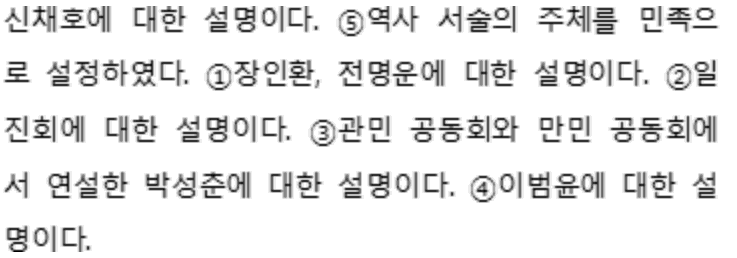 신채호에 대한 설명이다. ⑤역사 서술의 주체를 민족으
로 설정하였다. ①장인환, 전명운에 대한 설명이다. ②일
진회에 대한 설명이다. ③관민 공동회와 만민 공동회에
서 연설한 박성춘에 대한 설명이다. ④이범윤에 대한 설
명이다.